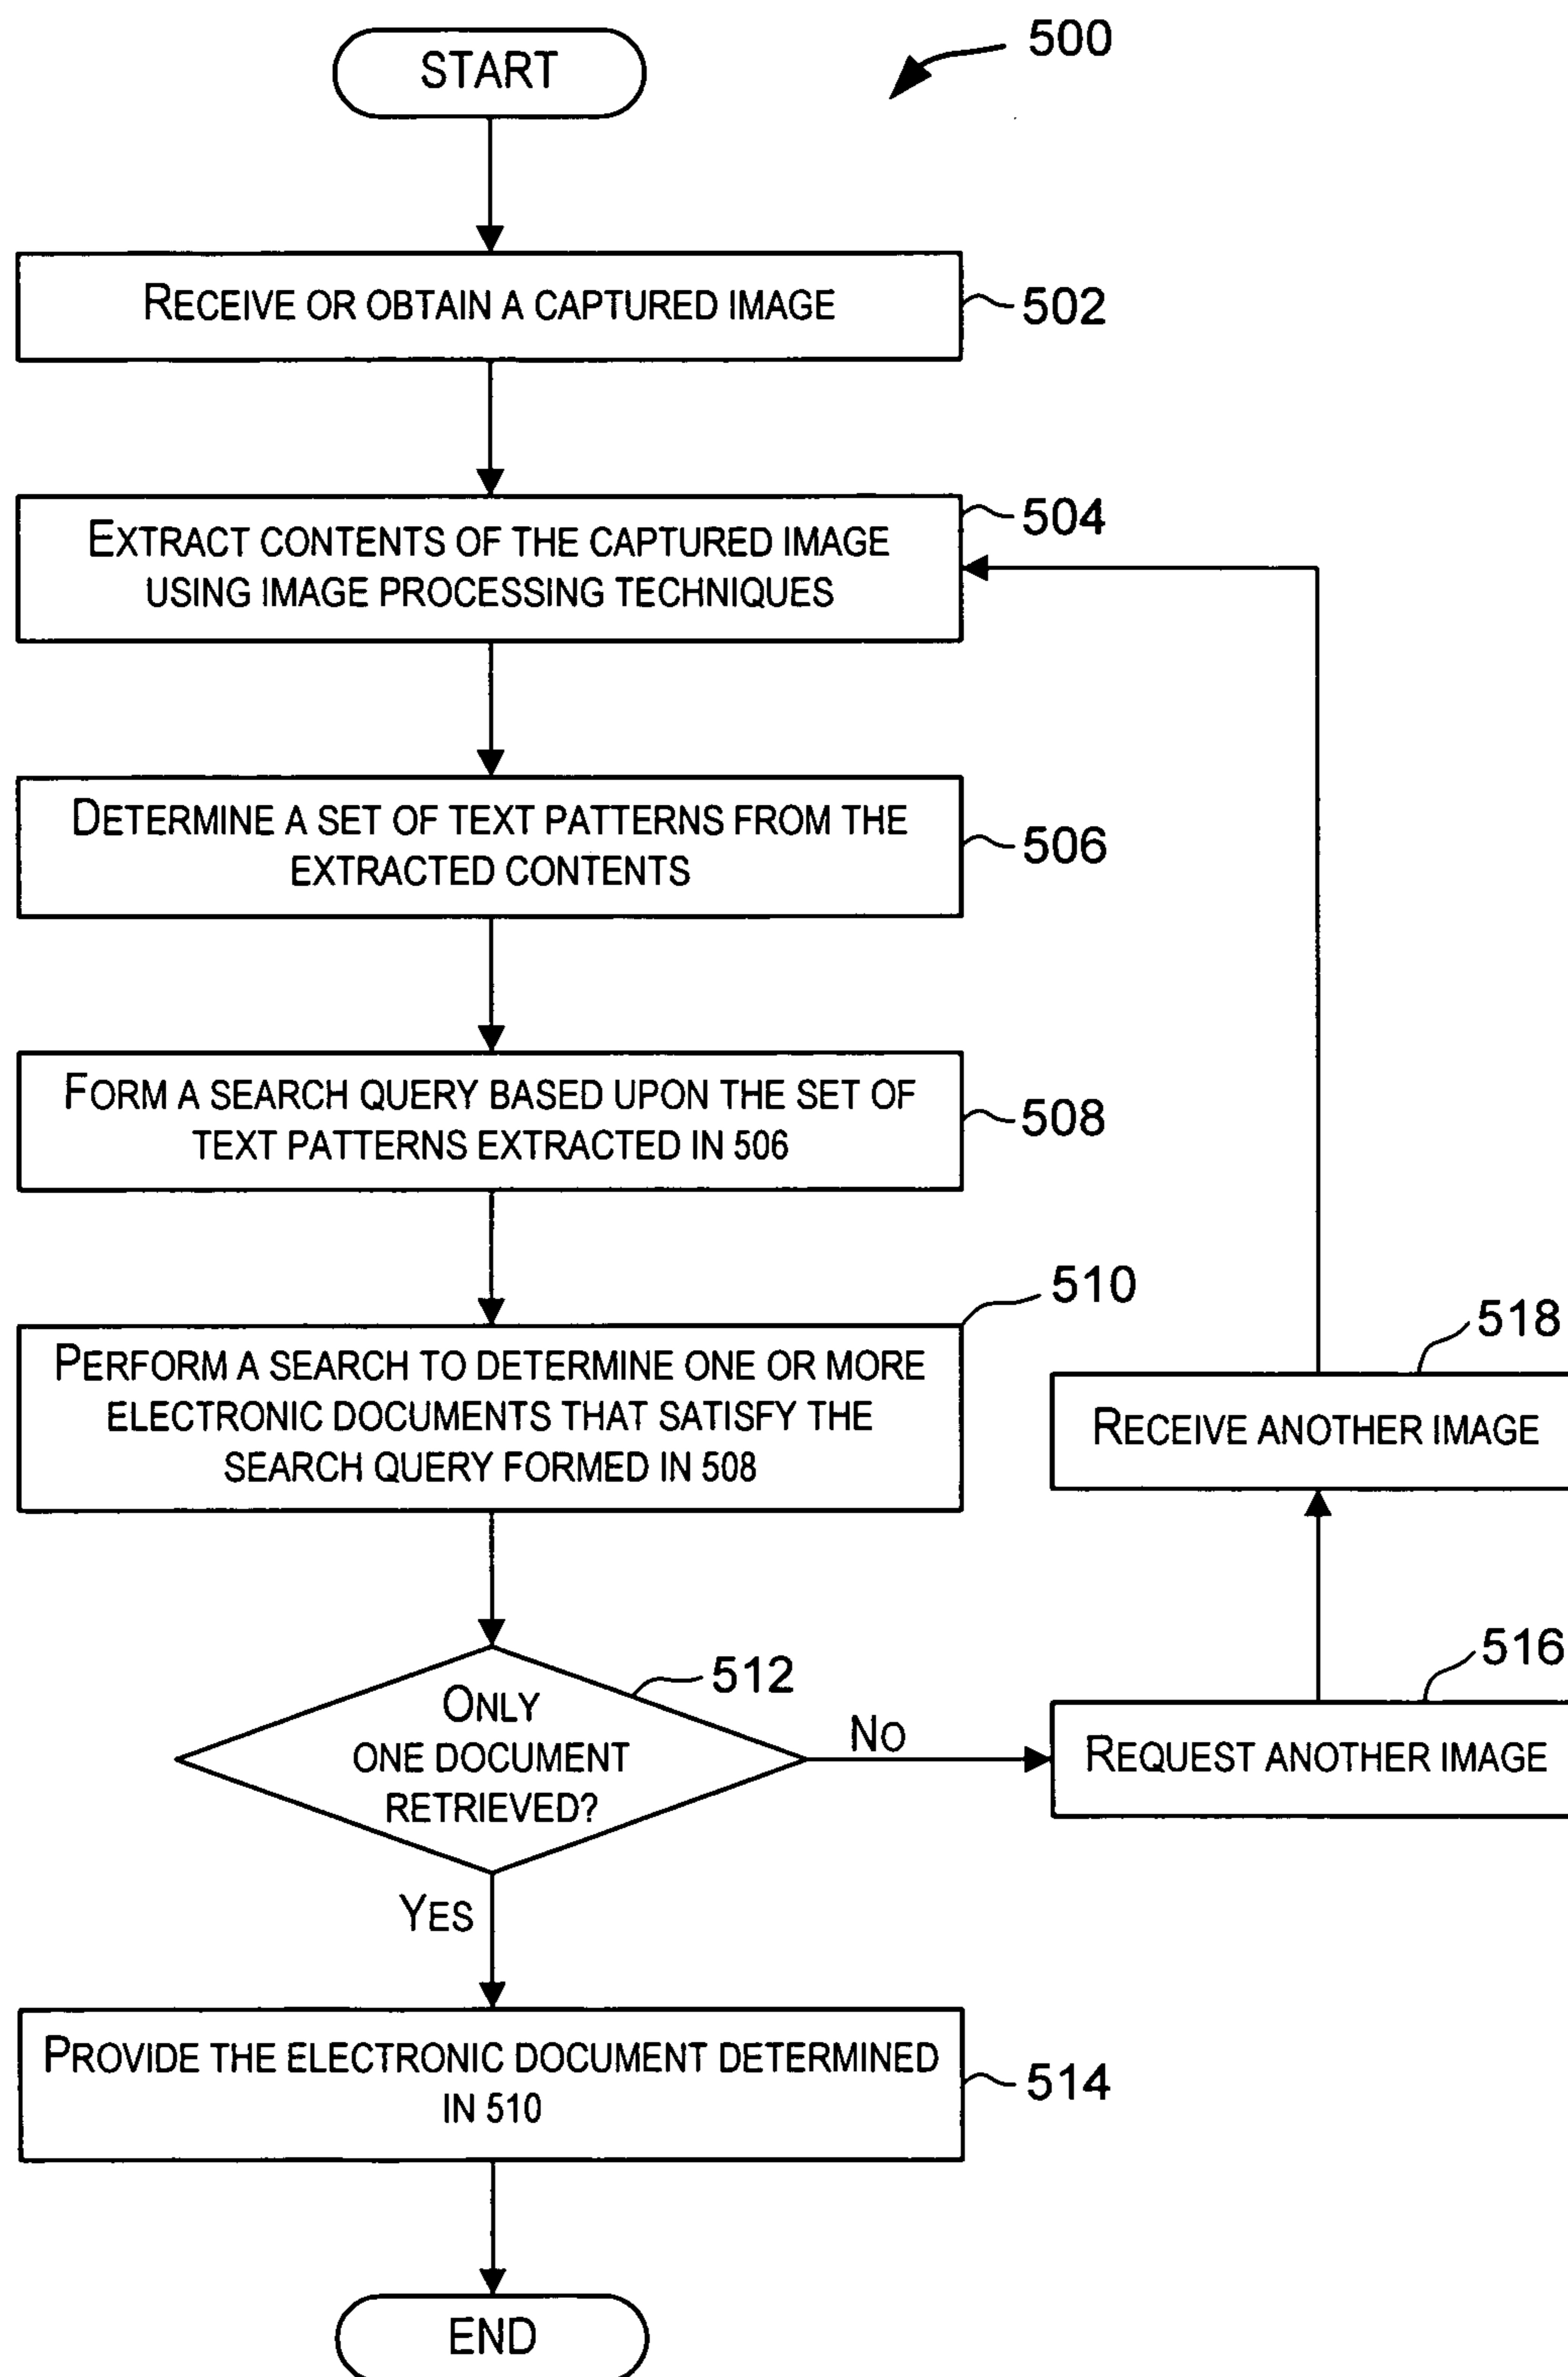 START
500
RECEIVE OR OBTAIN A CAPTURED IMAGE
502
EXTRACT CONTENTS OF THE CAPTURED IMAGE
USING IMAGE PROCESSING TECHNIQUES
504
DETERMINE A SET OF TEXT PATTERNS FROM THE
EXTRACTED CONTENTS
506
FORM A SEARCH QUERY BASED UPON THE SET OF
TEXT PATTERNS EXTRACTED IN 506
508
PERFORM A SEARCH TO DETERMINE ONE OR MORE
ELECTRONIC DOCUMENTS THAT SATISFY THE
SEARCH QUERY FORMED IN 508
510
ONLY
ONE DOCUMENT
RETRIEVED?
512
NO
REQUEST ANOTHER IMAGE
516
RECEIVE ANOTHER IMAGE
518
YES
PROVIDE THE ELECTRONIC DOCUMENT DETERMINED
IN 510
514
END